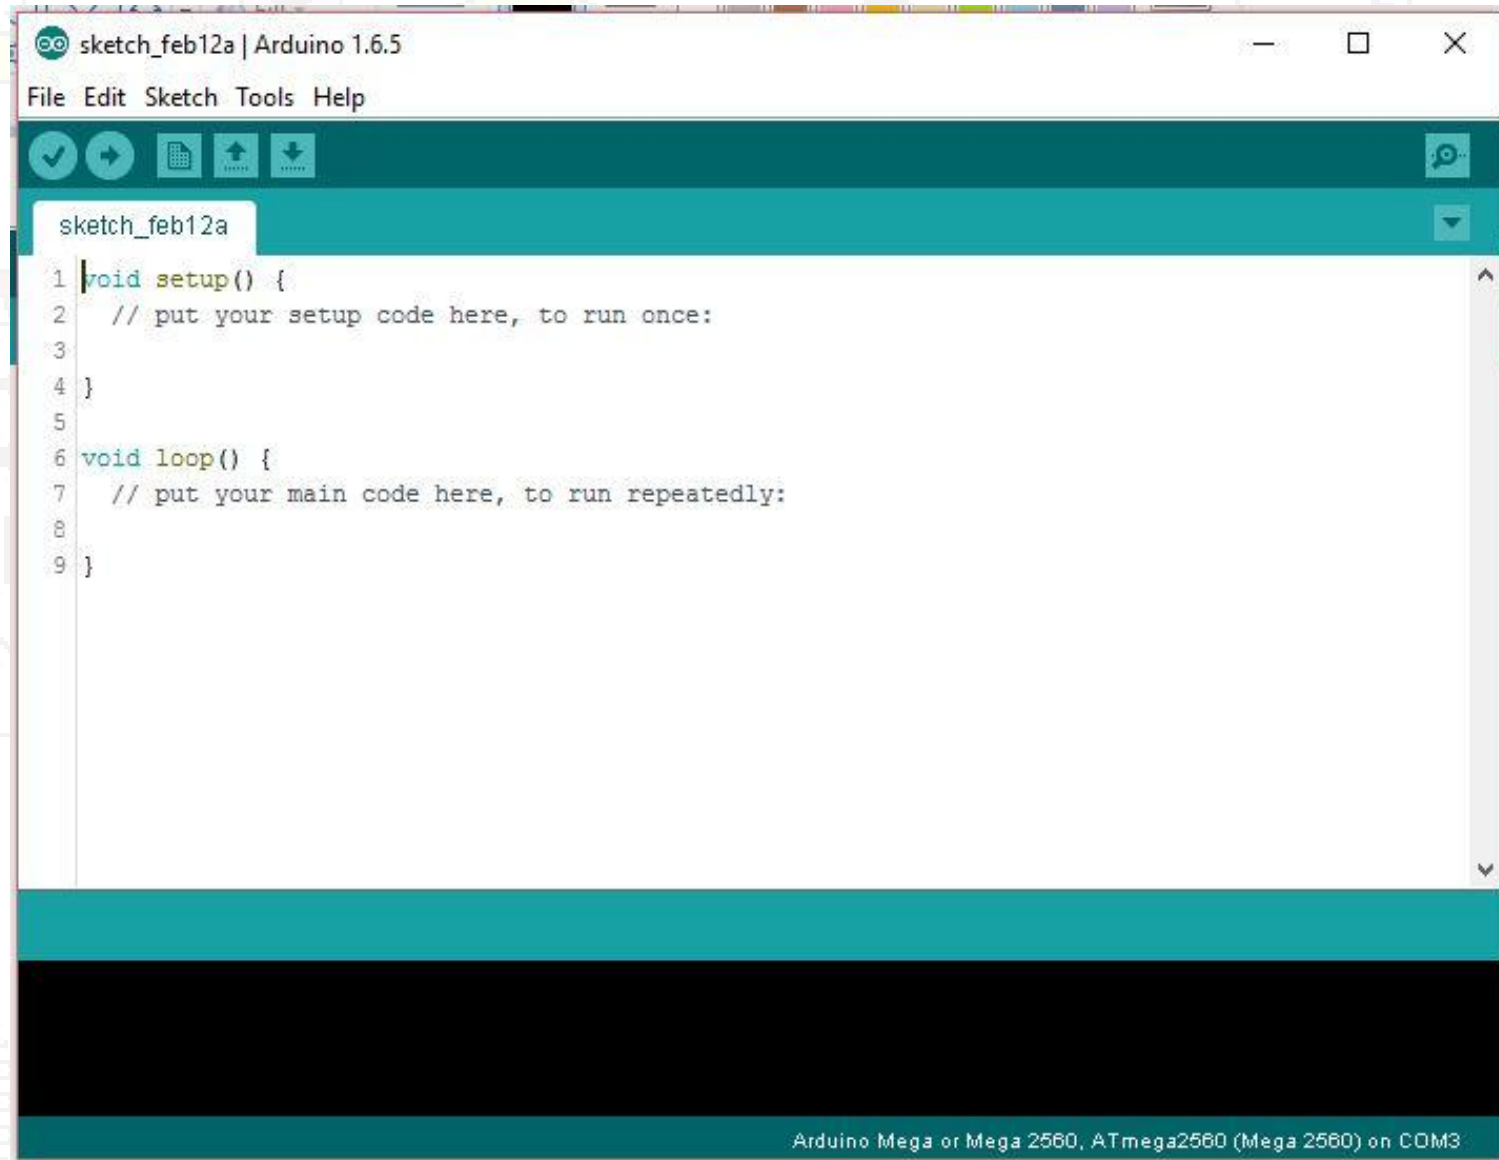 sketch_feb12a | Arduino 1.6.5
File Edit Sketch Tools Help
sketch_feb12a
1 void setup() {
2   // put your setup code here, to run once:
3
4 }
5
6 void loop() {
7   // put your main code here, to run repeatedly:
8
9 }
Arduino Mega or Mega 2560, ATmega2560 (Mega 2560) on COM3